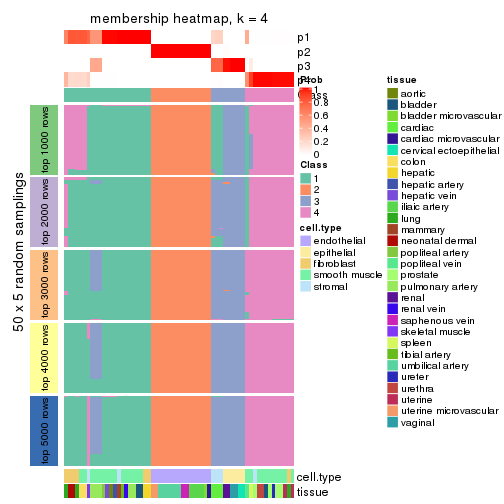 membership heatmap, k = 4
p1
p2
p3
p4
Prob
1
0.8
0.6
0.4
0.2
0
Class
Class
1
2
3
4
cell.type
endothelial
epithelial
fibroblast
smooth muscle
stromal
tissue
aortic
bladder
bladder microvascular
cardiac
cardiac microvascular
cervical ectoepithelial
colon
hepatic
hepatic artery
hepatic vein
iliaic artery
lung
mammary
neonatal dermal
popliteal artery
popliteal vein
prostate
pulmonary artery
renal
renal vein
saphenous vein
skeletal muscle
spleen
tibial artery
umbilical artery
ureter
urethra
uterine
uterine microvascular
vaginal
50 x 5 random samplings
top 1000 rows
top 2000 rows
top 3000 rows
top 4000 rows
top 5000 rows
cell.type
tissue